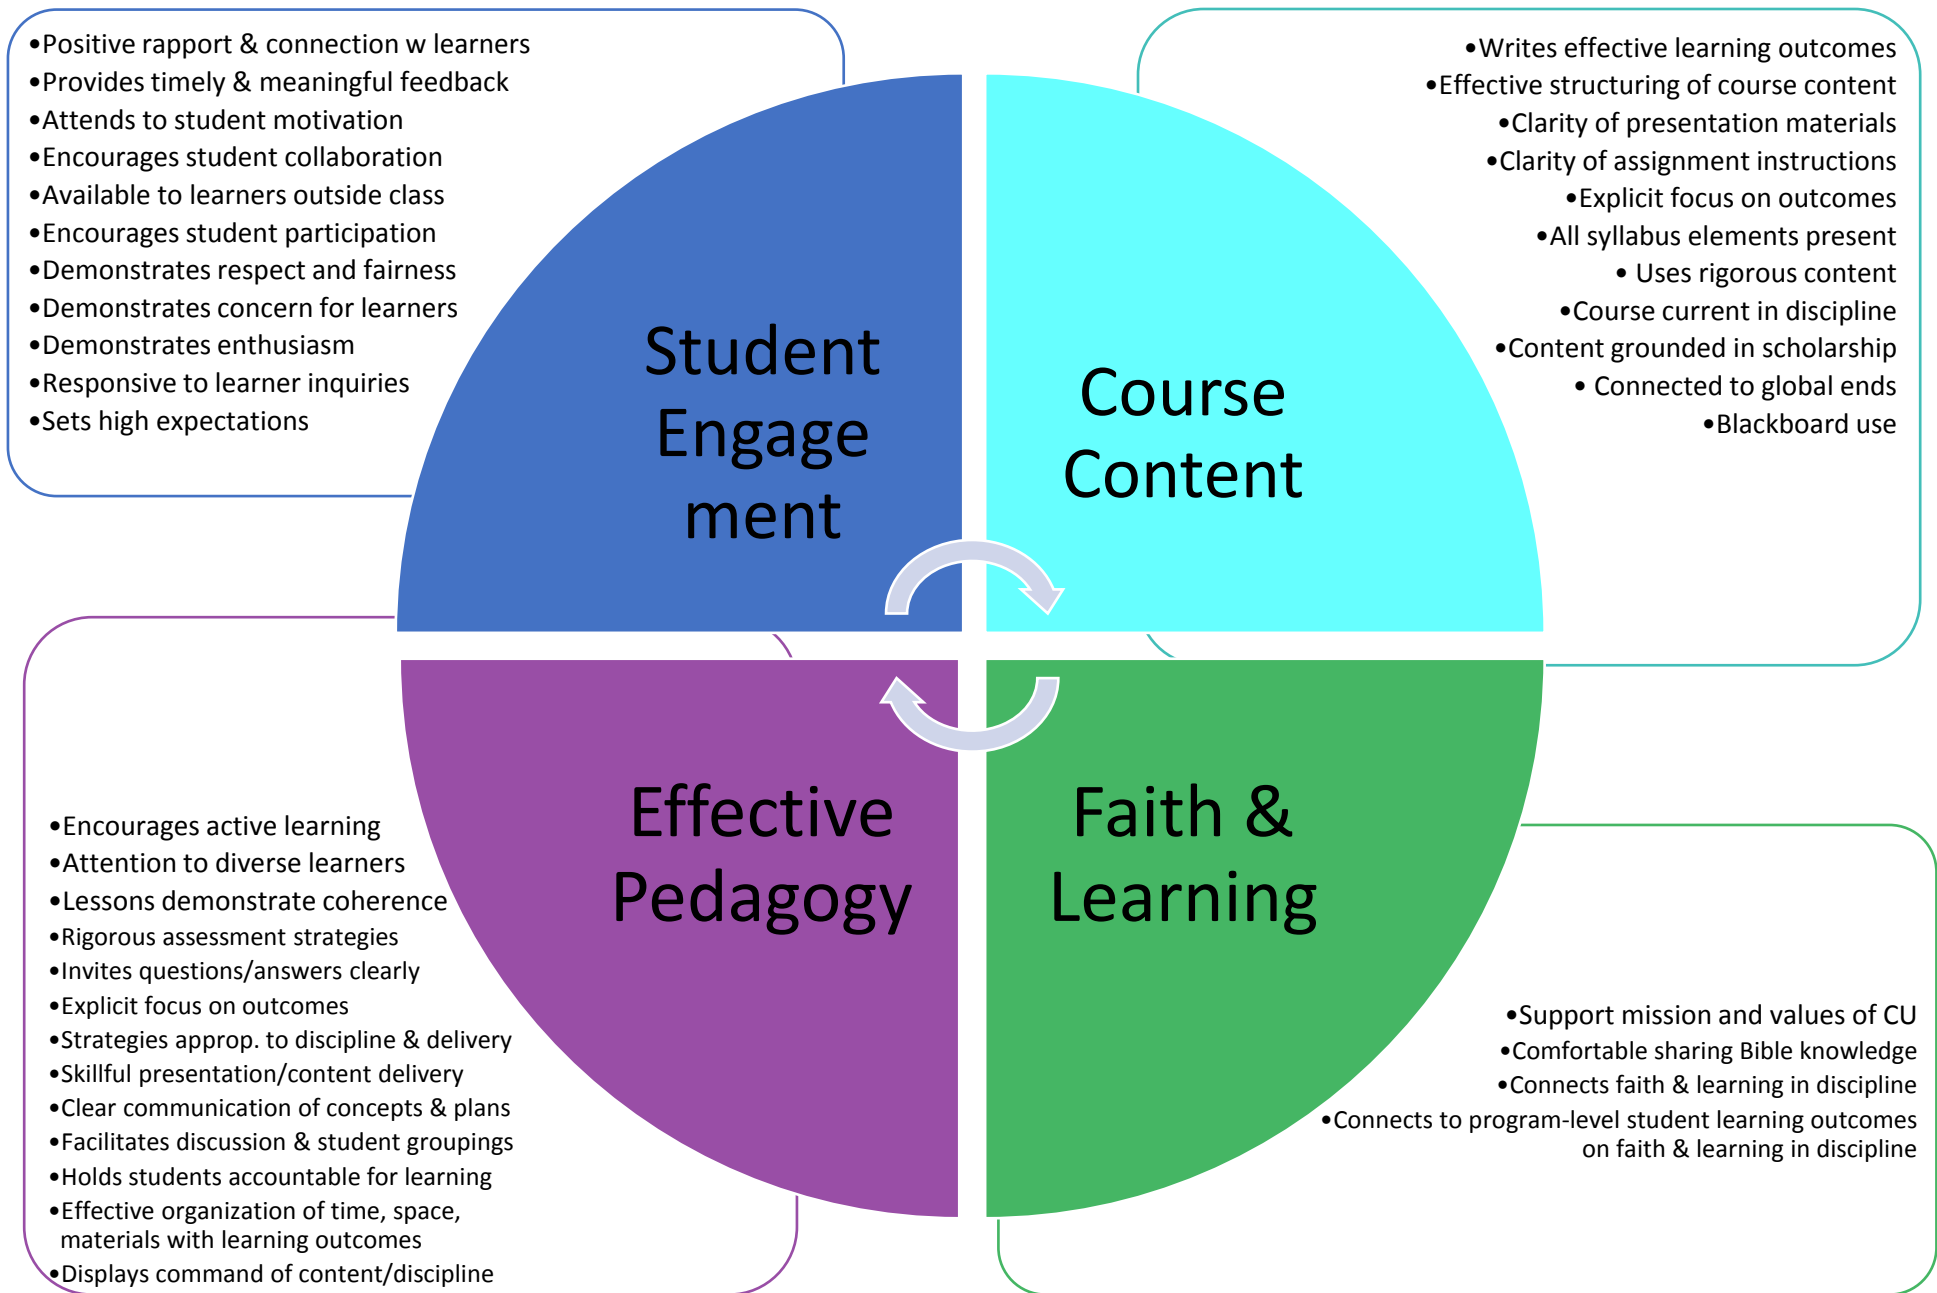 •Positive rapport & connection w learners
•Provides timely & meaningful feedback
•Attends to student motivation
•Encourages student collaboration
•Available to learners outside class
•Encourages student participation
•Demonstrates respect and fairness
•Demonstrates concern for learners
•Demonstrates enthusiasm
•Responsive to learner inquiries
•Sets high expectations
Student
Engage
ment
•Writes effective learning outcomes
•Effective structuring of course content
•Clarity of presentation materials
•Clarity of assignment instructions
•Explicit focus on outcomes
•All syllabus elements present
• Uses rigorous content
•Course current in discipline
•Content grounded in scholarship
• Connected to global ends
•Blackboard use
Course
Content
•Encourages active learning
•Attention to diverse learners
•Lessons demonstrate coherence
•Rigorous assessment strategies
•Invites questions/answers clearly
•Explicit focus on outcomes
•Strategies approp. to discipline & delivery
•Skillful presentation/content delivery
•Clear communication of concepts & plans
•Facilitates discussion & student groupings
•Holds students accountable for learning
•Effective organization of time, space,
materials with learning outcomes
•Displays command of content/discipline
Effective
Pedagogy
Faith &
Learning
•Support mission and values of CU
•Comfortable sharing Bible knowledge
•Connects faith & learning in discipline
•Connects to program-level student learning outcomes
on faith & learning in discipline